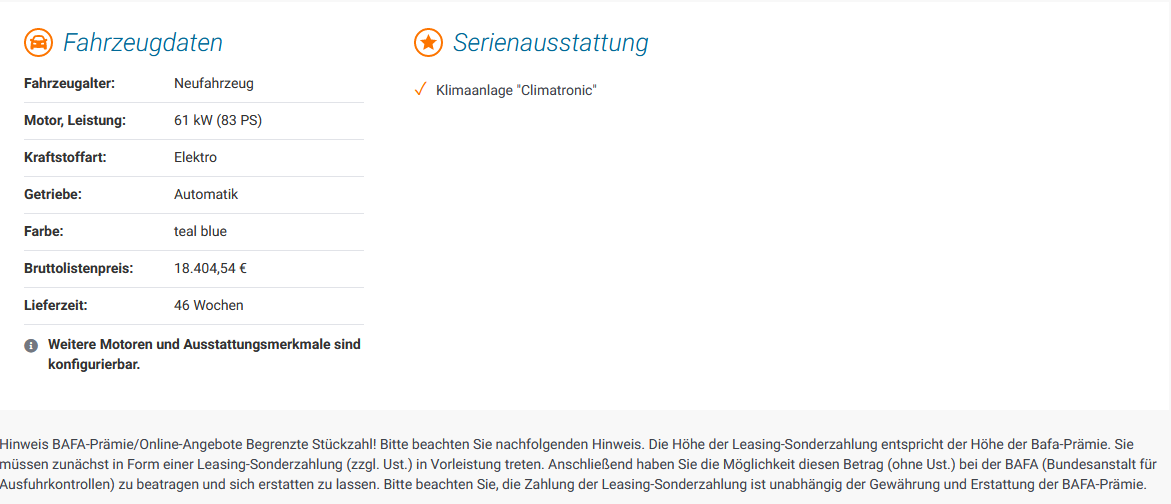 Fahrzeugdaten
Fahrzeugalter: Neufahrzeug
Motor, Leistung: 61 kW (83 PS)
Kraftstoffart: Elektro
Getriebe: Automatik
Farbe: teal blue
Bruttolistenpreis: 18.404,54 €
Lieferzeit: 46 Wochen
Weitere Motoren und Ausstattungsmerkmale sind
konfigurierbar.
Serienausstattung
Klimaanlage "Climatronic"
Hinweis BAFA-Prämie/Online-Angebote Begrenzte Stückzahl! Bitte beachten Sie nachfolgenden Hinweis. Die Höhe der Leasing-Sonderzahlung entspricht der Höhe der Bafa-Prämie. Sie
müssen zunächst in Form einer Leasing-Sonderzahlung (zzgl. Ust.) in Vorleistung treten. Anschließend haben Sie die Möglichkeit diesen Betrag (ohne Ust.) bei der BAFA (Bundesanstalt für
Ausfuhrkontrollen) zu beatragen und sich erstatten zu lassen. Bitte beachten Sie, die Zahlung der Leasing-Sonderzahlung ist unabhängig der Gewährung und Erstattung der BAFA-Prämie.